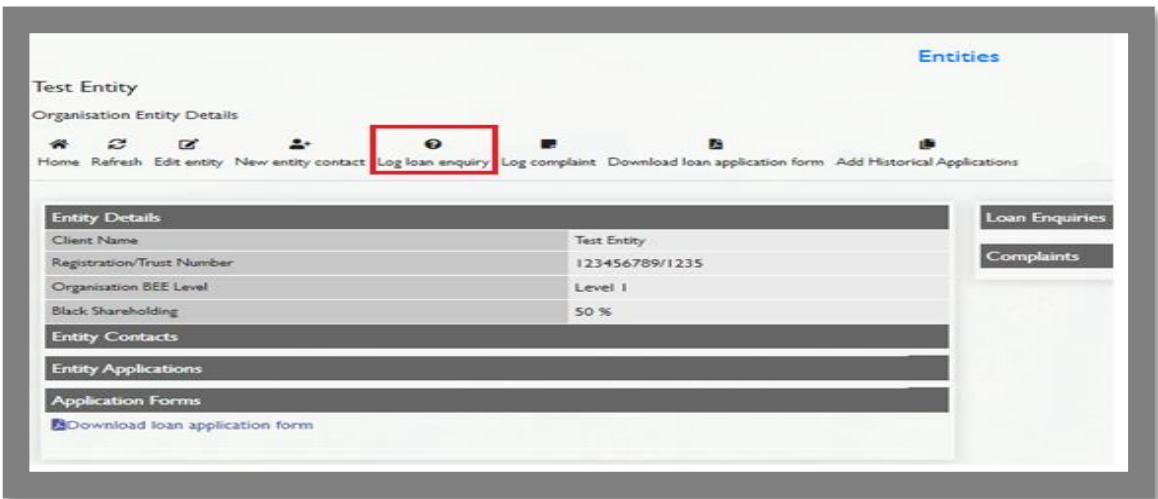 Entities
Test Entity
Organisation Entity Details
Home Refresh Edit entity New entity contact Log loan enquiry Log complaint Download loan application form Add Historical Applications
Entity Details
Client Name Test Entity
Registration/Trust Number 123456789/1235
Organisation BEE Level Level 1
Black Shareholding 50 %
Entity Contacts
Entity Applications
Application Forms
Download loan application form
Loan Enquiries
Complaints